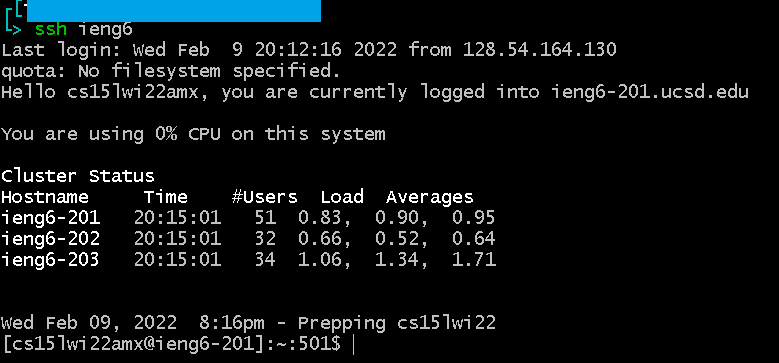 ssh ieng6
Last login: Wed Feb  9 20:12:16 2022 from 128.54.164.130
quota: No filesystem specified.
Hello cs15lwi22amx, you are currently logged into ieng6-201.ucsd.edu
You are using 0% CPU on this system
Cluster Status
Hostname     Time    #Users  Load  Averages
ieng6-201   20:15:01   51  0.83,  0.90,  0.95
ieng6-202   20:15:01   32  0.66,  0.52,  0.64
ieng6-203   20:15:01   34  1.06,  1.34,  1.71
Wed Feb 09, 2022  8:16pm - Prepping cs15lwi22
[cs15lwi22amx@ieng6-201]:~:501$